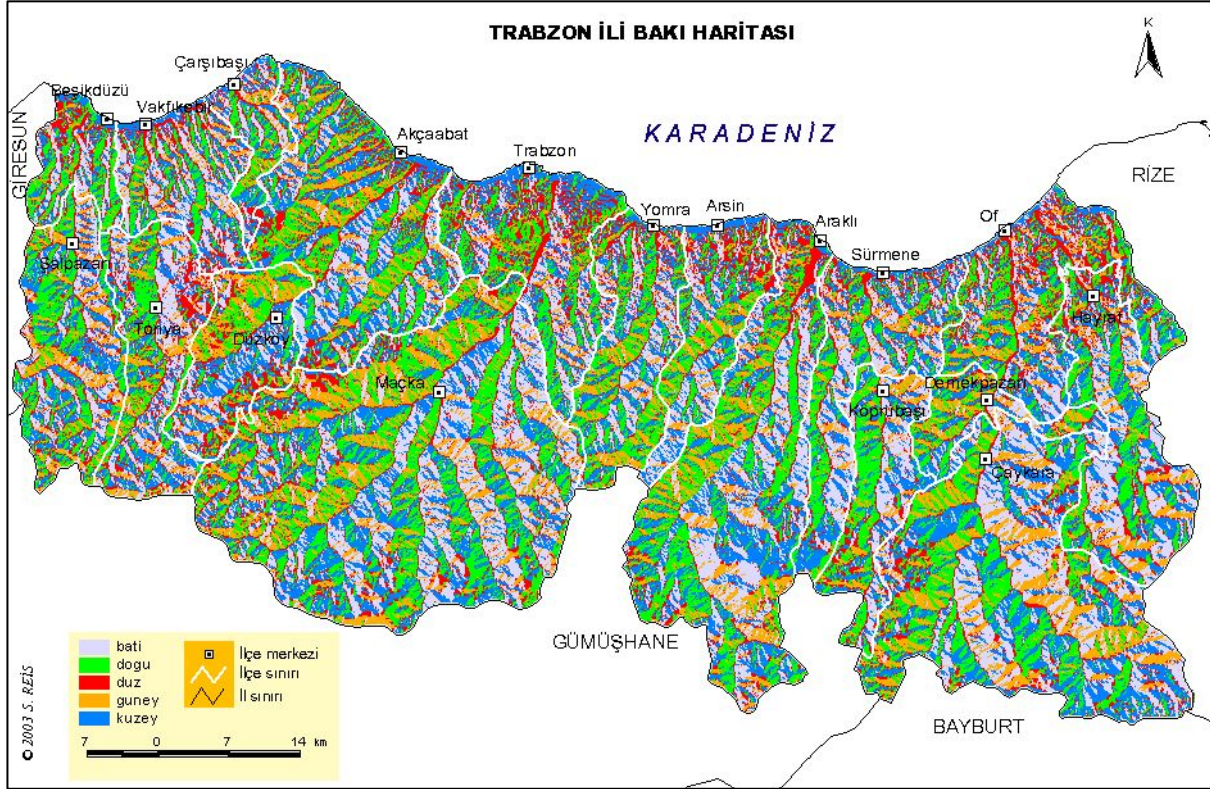 TRABZON İLİ BAKI HARİTASI
K
Çarşıbaşı
Beşikdüzü
Vakfıkebir
Akçaabat
KARADENİZ
Trabzon
GİRESUN
RİZE
Yomra
Arsin
Araklı
Of
Sürmene
Şalpazarı
Tonya
Düzköy
Hayrat
Maçka
Köprübaşı
Dernekpazarı
Çaykara
GÜMÜŞHANE
BAYBURT
bati
dogu
duz
guney
kuzey
İlçe merkezi
İlçe sınırı
İl sınırı
7 0 7 14 km
© 2003 S. REİS